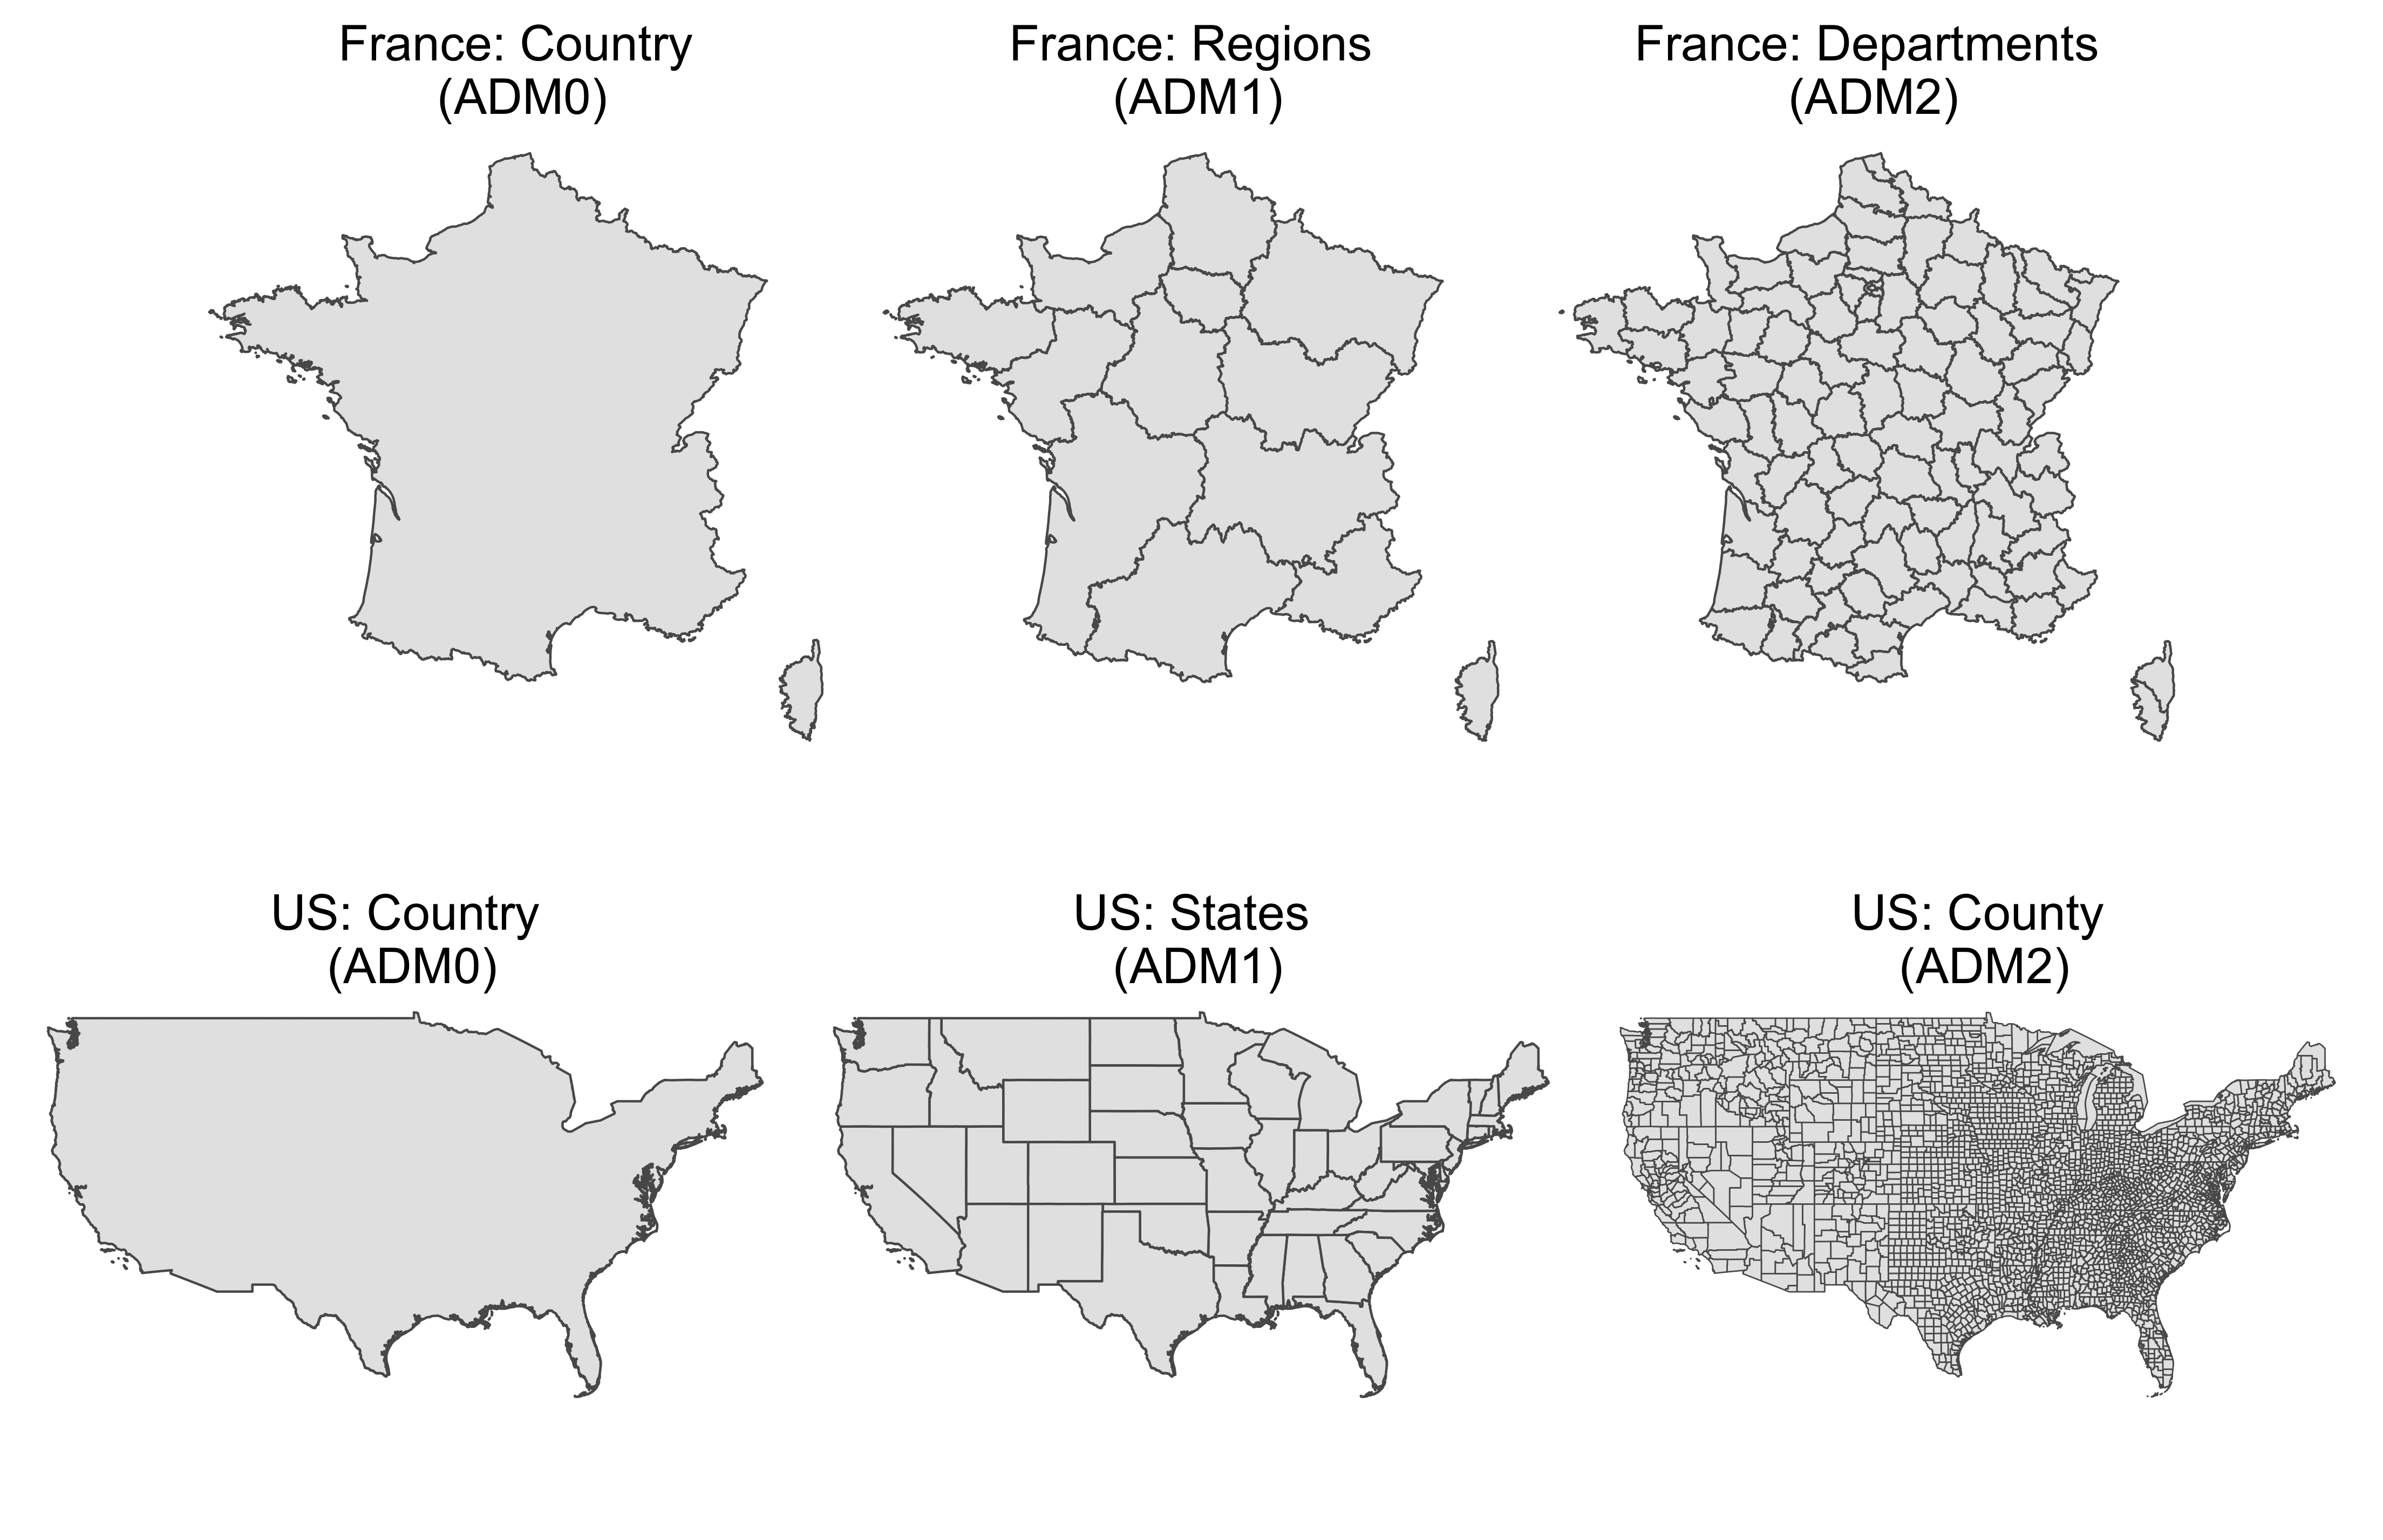 France: Country
(ADM0)
France: Regions
(ADM1)
France: Departments
(ADM2)
US: Country
(ADM0)
US: States
(ADM1)
US: County
(ADM2)